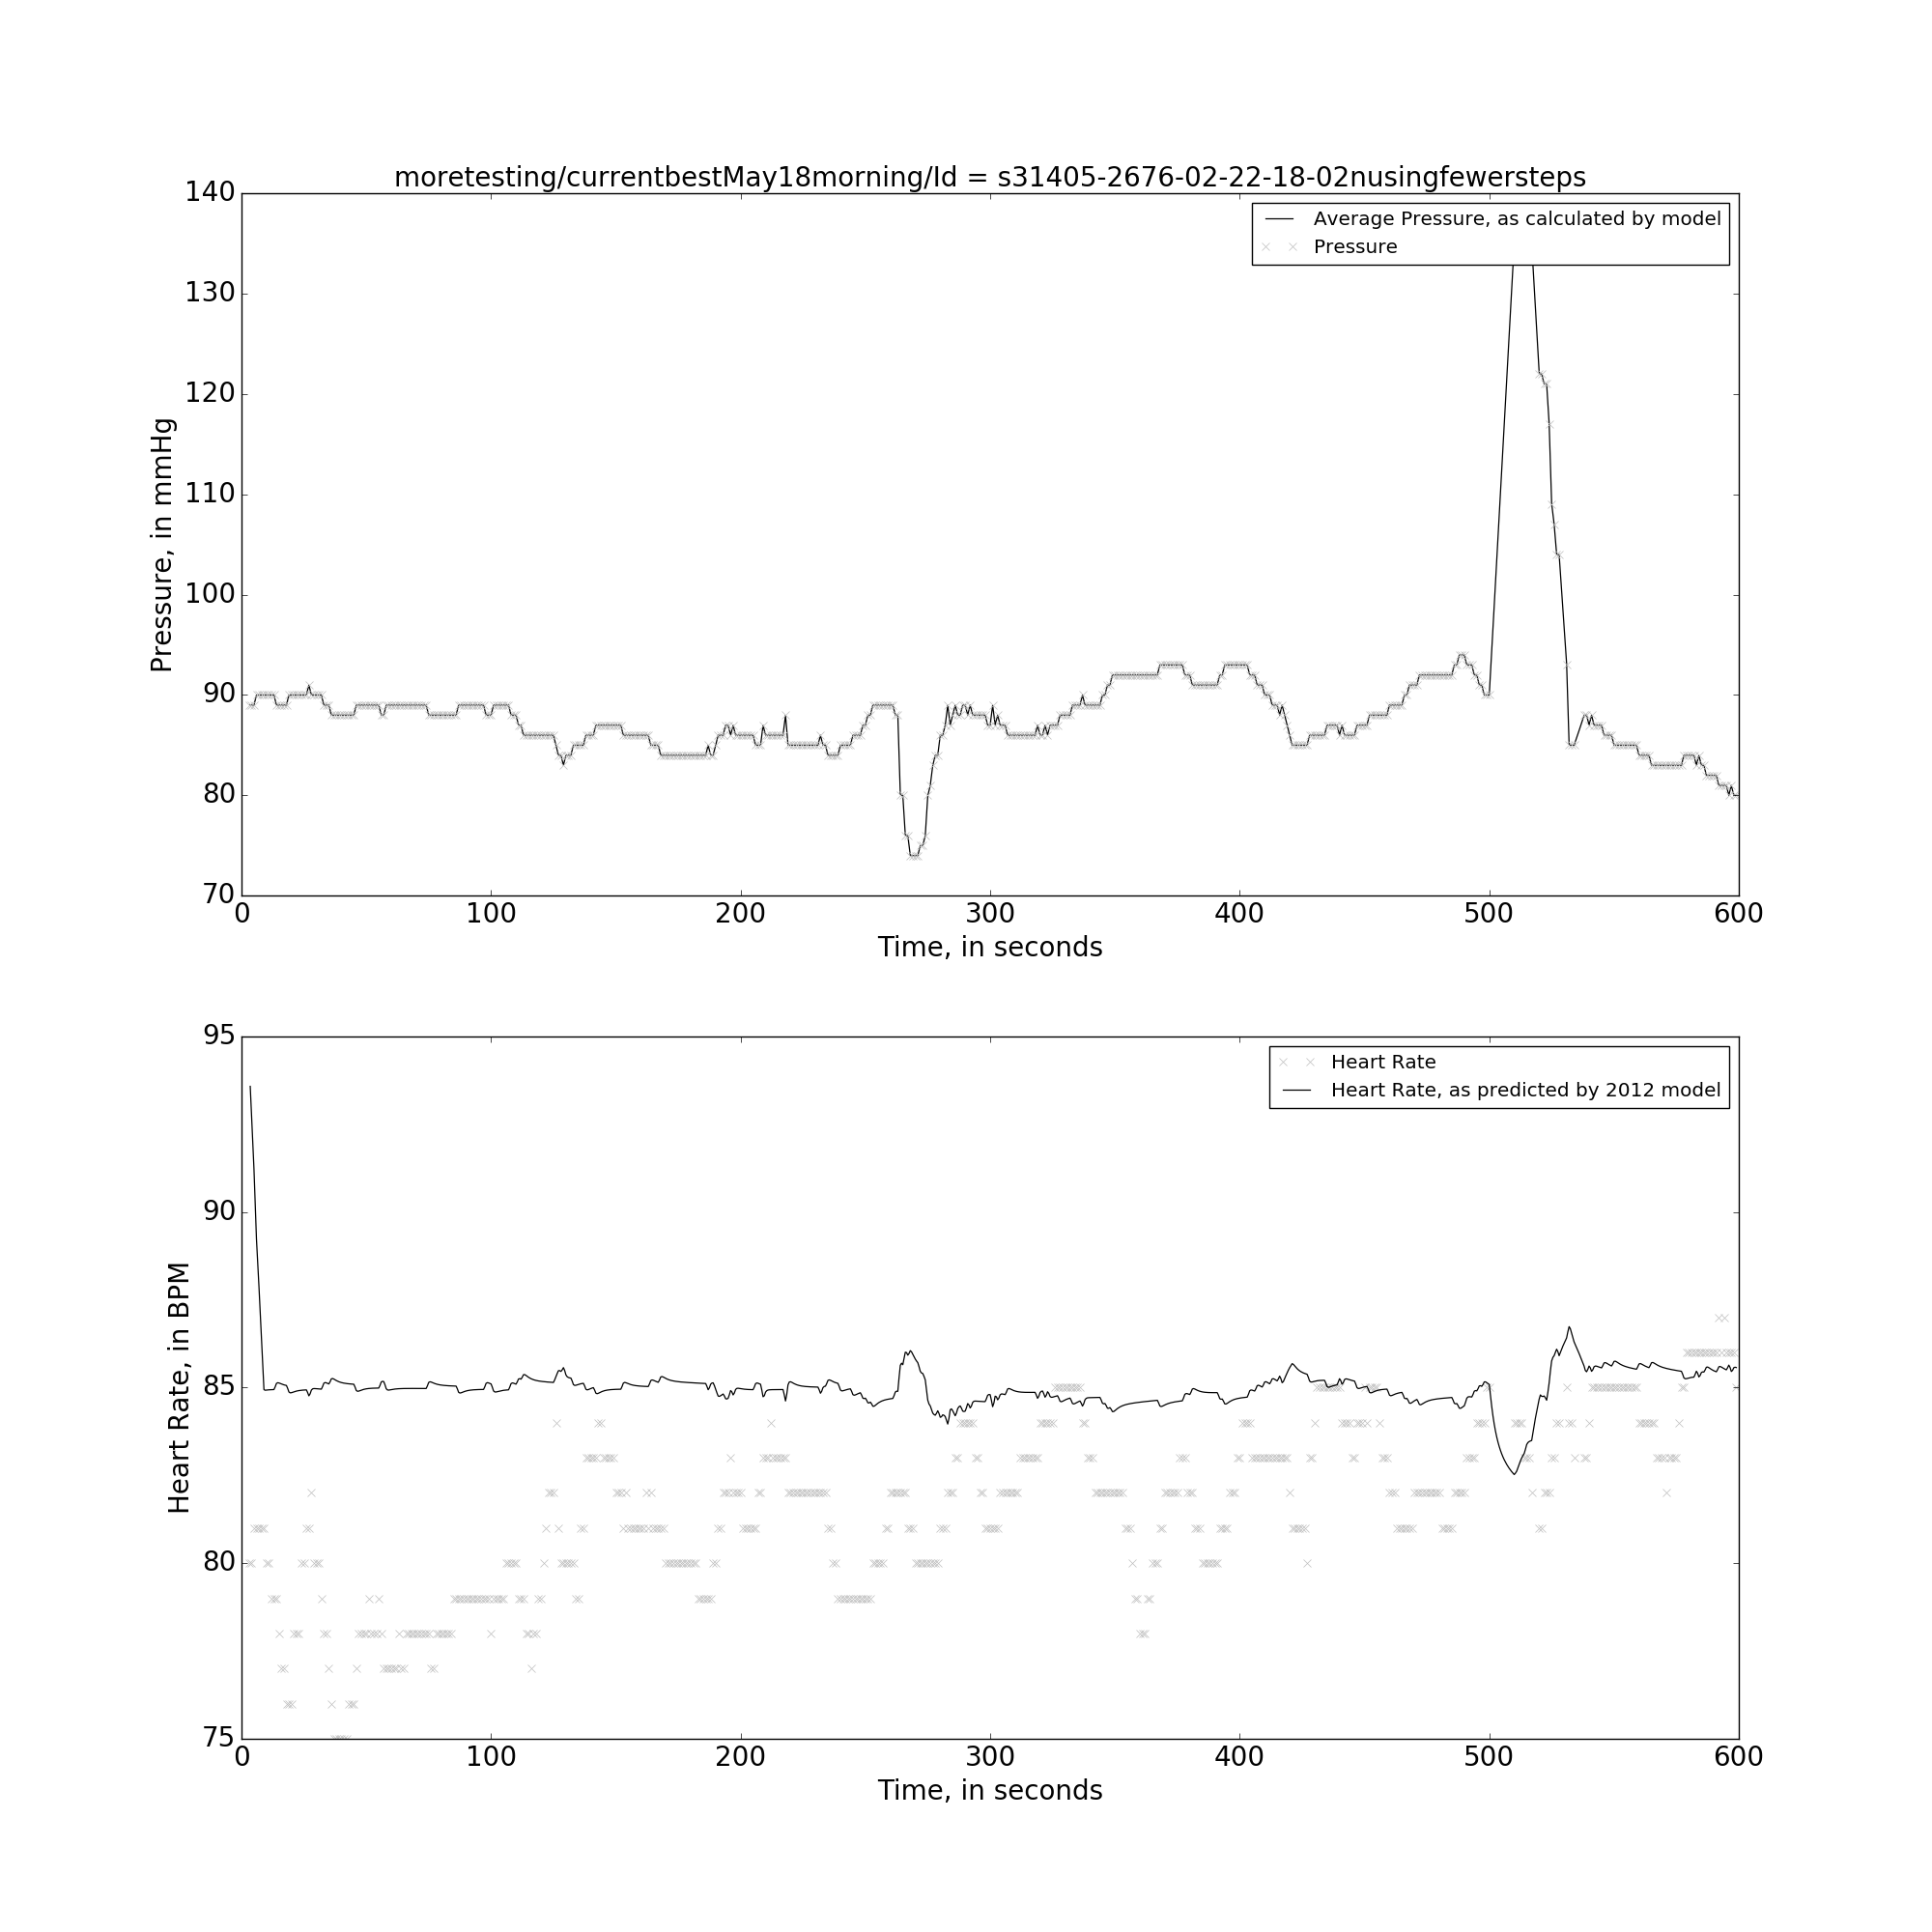 moretesting/currentbestMay18morning/Id = s31405-2676-02-22-18-02nusingfewersteps
140
130
120
110
100
90
80
70
Pressure, in mmHg
Average Pressure, as calculated by model
Pressure
0 100 200 300 400 500 600
Time, in seconds
95
90
85
80
75
Heart Rate, in BPM
Heart Rate
Heart Rate, as predicted by 2012 model
0 100 200 300 400 500 600
Time, in seconds